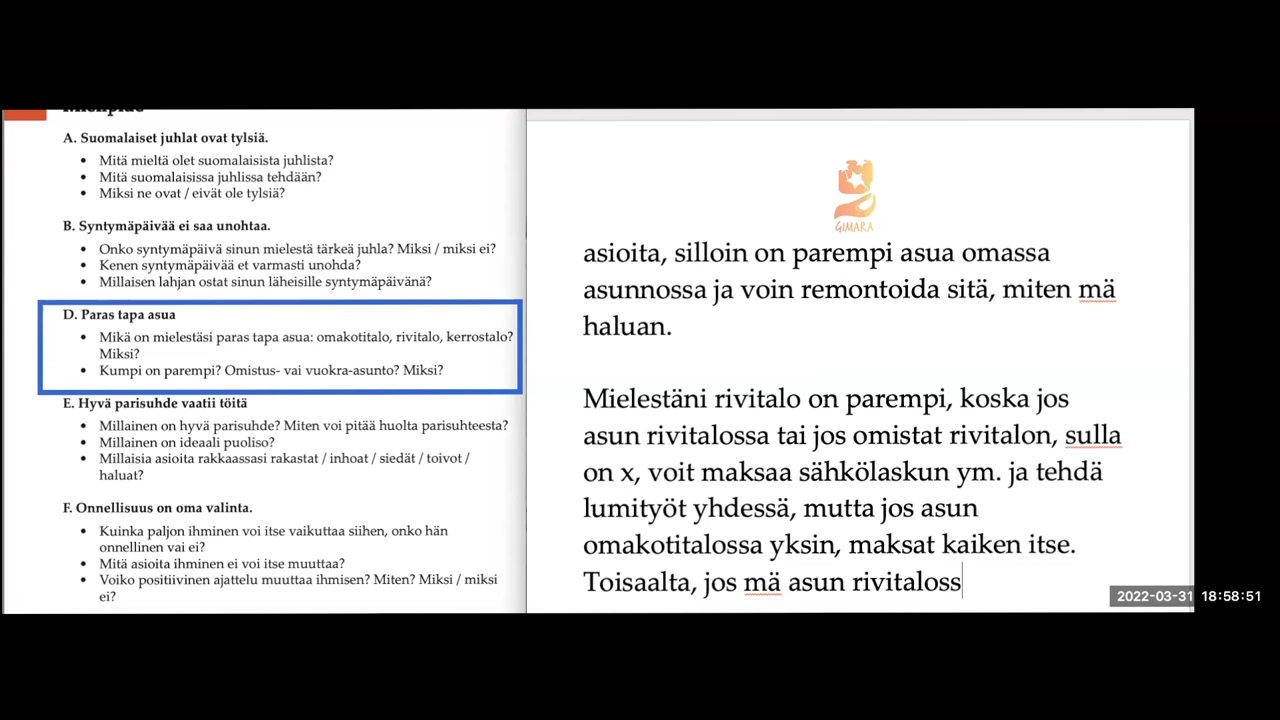 A. Suomalaiset juhlat ovat tylsiä.
• Mitä mieltä olet suomalaisista juhlista?
• Mitä suomalaisissa juhlissa tehdään?
• Miksi ne ovat / eivät ole tylsiä?
B. Syntymäpäivää ei saa unohtaa.
• Onko syntymäpäivä sinun mielestä tärkeä juhla? Miksi / miksi ei?
• Kenen syntymäpäivää et varmasti unohda?
• Millaisen lahjan ostat sinun läheisille syntymäpäivänä?
D. Paras tapa asua
• Mikä on mielestäsi paras tapa asua: omakotitalo, rivitalo, kerrostalo?
Miksi?
• Kumpi on parempi? Omistus- vai vuokra-asunto? Miksi?
E. Hyvä parisuhde vaatii töitä
• Millainen on hyvä parisuhde? Miten voi pitää huolta parisuhteesta?
• Millainen on ideaali puoliso?
• Millaisia asioita rakkaassasi rakastat / inhoat / siedät / toivot /
haluat?
F. Onnellisuus on oma valinta.
• Kuinka paljon ihminen voi itse vaikuttaa siihen, onko hän
onnellinen vai ei?
• Mitä asioita ihminen ei voi itse muuttaa?
• Voiko positiivinen ajattelu muuttaa ihmisen? Miten? Miksi / miksi
ei?
GIMARA
asioita, silloin on parempi asua omassa
asunnossa ja voin remontoida sitä, miten mä
haluan.
Mielestäni rivitalo on parempi, koska jos
asun rivitalossa tai jos omistat rivitalon, sulla
on x, voit maksaa sähkölaskun ym. ja tehdä
lumityöt yhdessä, mutta jos asun
omakotitalossa yksin, maksat kaiken itse.
Toisaalta, jos mä asun rivitaloss
2022-03-31 18:58:51